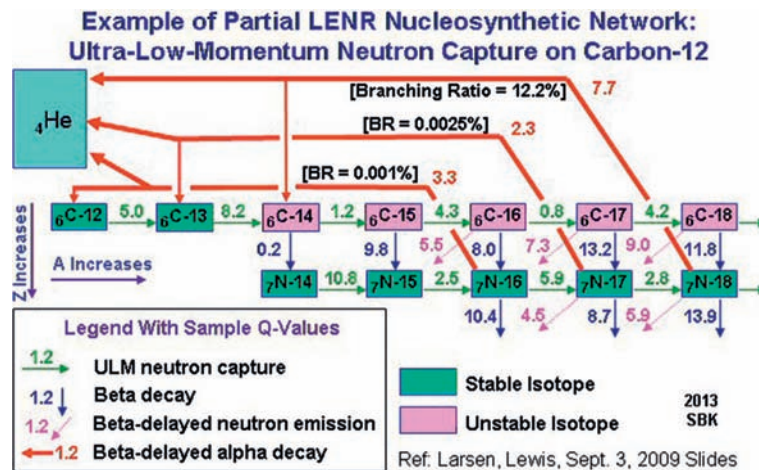 Example of Partial LENR Nucleosynthetic Network:
Ultra-Low-Momentum Neutron Capture on Carbon-12
4He
[Branching Ratio = 12.2%] 7.7
[BR = 0.0025%] 2.3
[BR = 0.001%] 3.3
6C-12 5.0 6C-13 8.2 6C-14 1.2 6C-15 4.3 6C-16 0.8 6C-17 4.2 6C-18
Z Increases
A Increases
0.2 9.8 5.5 8.0 7.3 13.2 9.0 11.8
7N-14 10.8 7N-15 2.5 7N-16 5.9 7N-17 2.8 7N-18
10.4 4.5 8.7 5.9 13.9
Legend With Sample Q-Values
1.2 ULM neutron capture
1.2 Beta decay
1.2 Beta-delayed neutron emission
1.2 Beta-delayed alpha decay
Stable Isotope
Unstable Isotope
2013
SBK
Ref: Larsen, Lewis, Sept. 3, 2009 Slides